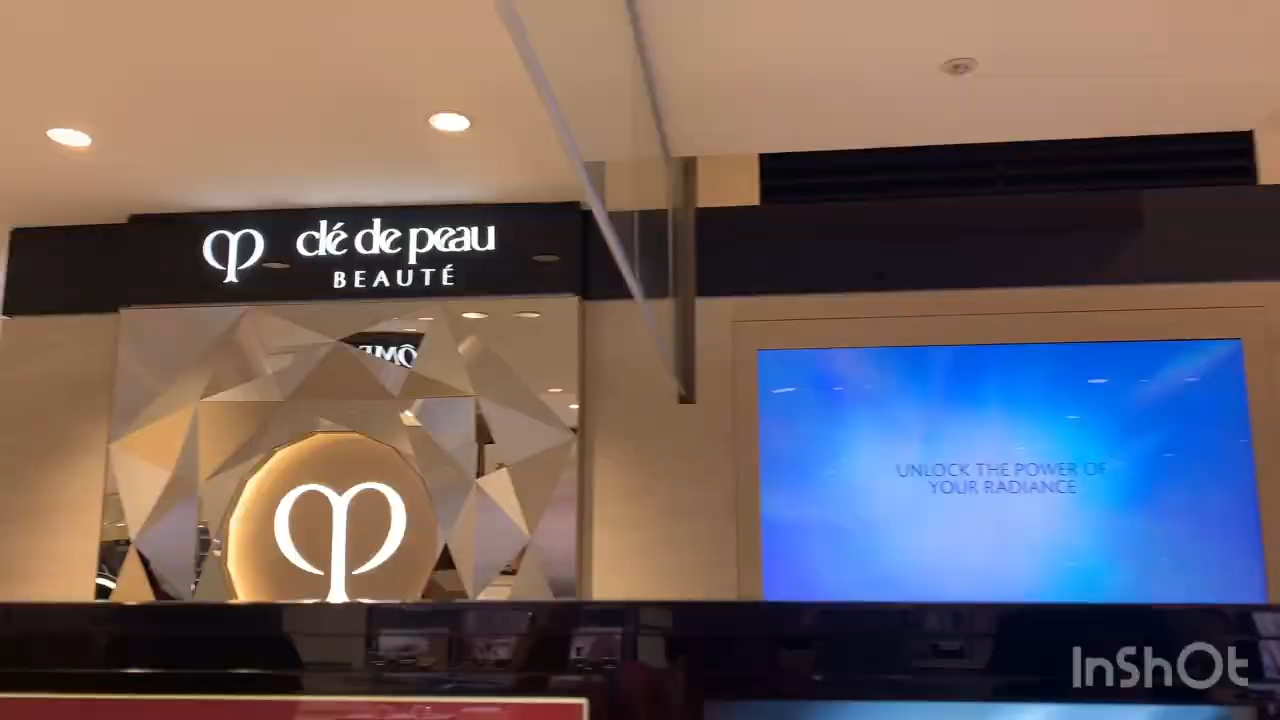 clé de peau
BEAUTÉ
UNLOCK THE POWER OF
YOUR RADIANCE
InShOt